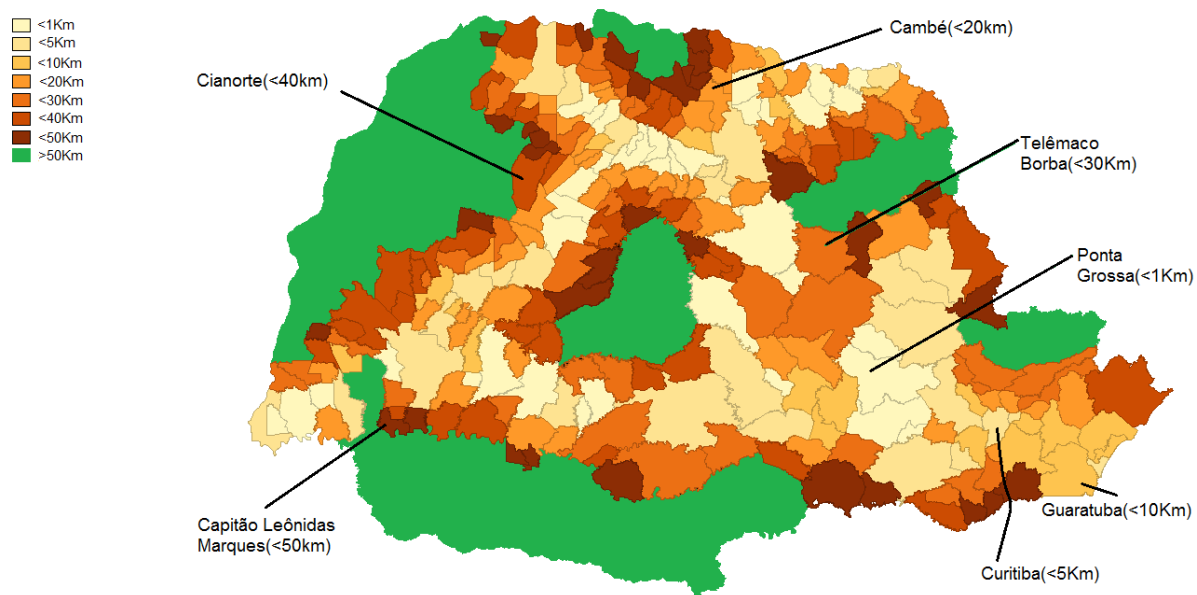 <1Km
<5Km
<10Km
<20Km
<30Km
<40Km
<50Km
>50Km
Cambé(<20km)
Cianorte(<40km)
Telêmaco
Borba(<30Km)
Ponta
Grossa(<1Km)
Capitão Leônidas
Marques(<50km)
Guaratuba(<10Km)
Curitiba(<5Km)